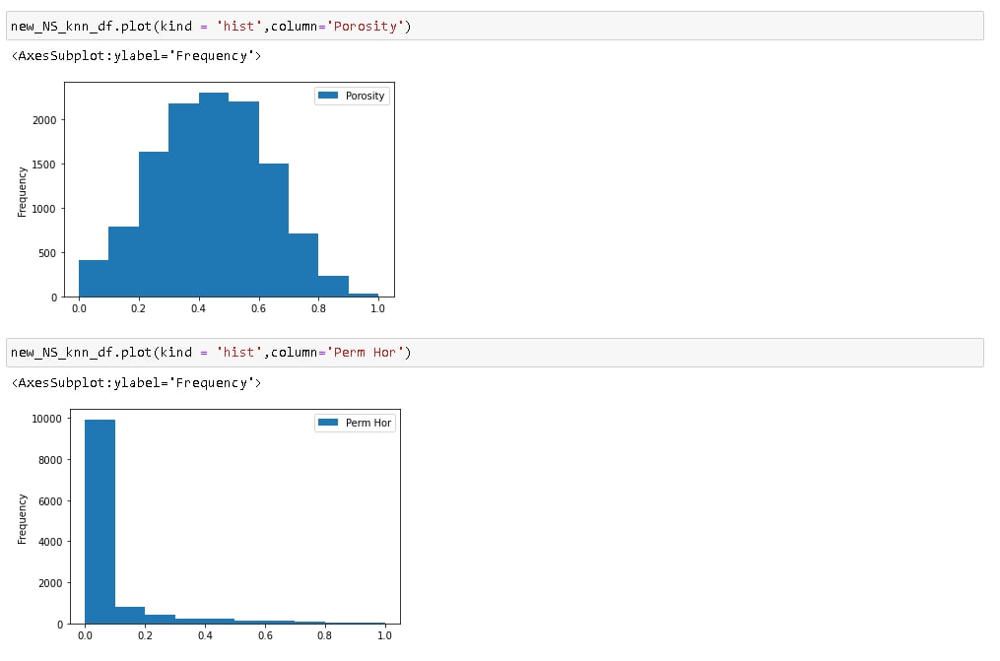 new_NS_knn_df.plot(kind = 'hist',column='Porosity')
<AxesSubplot:ylabel='Frequency'>
Porosity
2000
1500
1000
500
0
Frequency
0.0 0.2 0.4 0.6 0.8 1.0
new_NS_knn_df.plot(kind = 'hist',column='Perm Hor')
<AxesSubplot:ylabel='Frequency'>
Perm Hor
10000
8000
6000
4000
2000
0
Frequency
0.0 0.2 0.4 0.6 0.8 1.0